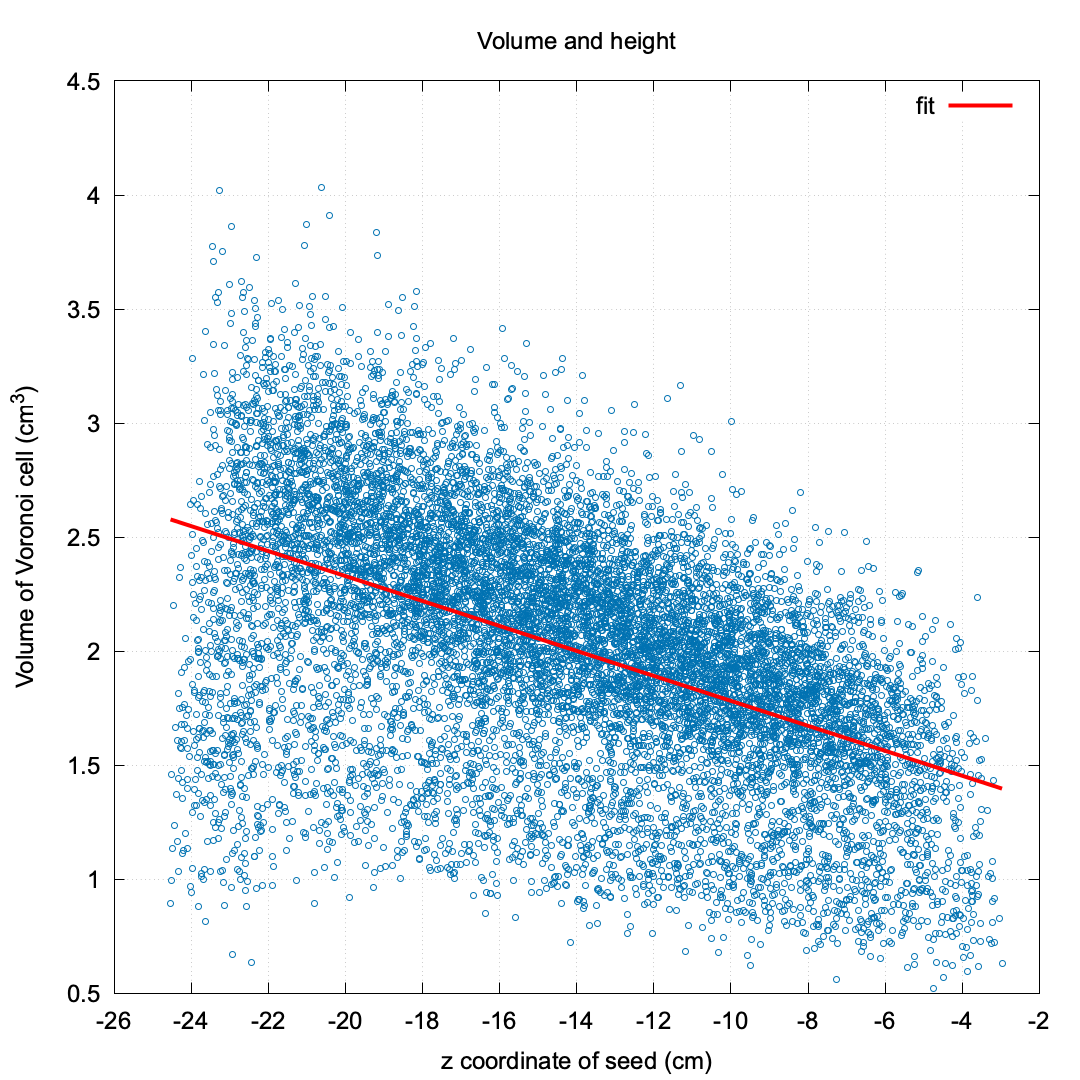 Volume and height
fit
Volume of Voronoi cell (cm³)
4.5
4
3.5
3
2.5
2
1.5
1
0.5
-26 -24 -22 -20 -18 -16 -14 -12 -10 -8 -6 -4 -2
z coordinate of seed (cm)